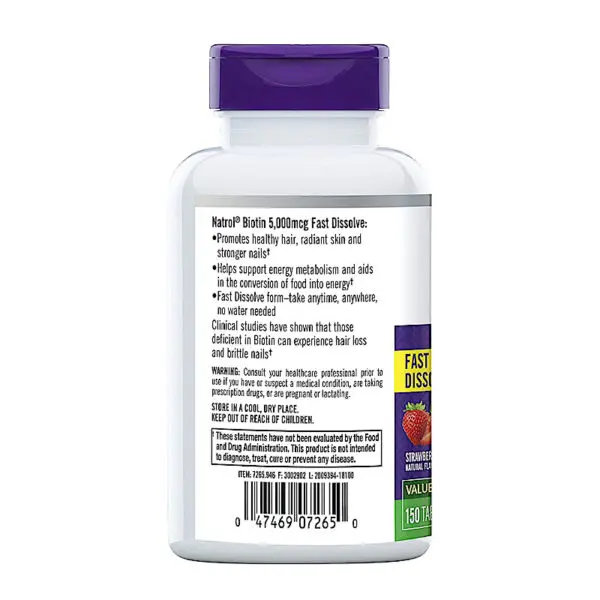 Natrol® Biotin 5,000mcg Fast Dissolve:
•Promotes healthy hair, radiant skin and
stronger nails†
•Helps support energy metabolism and aids
in the conversion of food into energy†
•Fast Dissolve form–take anytime, anywhere,
no water needed
Clinical studies have shown that those
deficient in Biotin can experience hair loss
and brittle nails†
WARNING: Consult your healthcare professional prior to
use if you have or suspect a medical condition, are taking
prescription drugs, or are pregnant or lactating.
STORE IN A COOL, DRY PLACE.
KEEP OUT OF REACH OF CHILDREN.
† These statements have not been evaluated by the Food
and Drug Administration. This product is not intended
to diagnose, treat, cure or prevent any disease.
ITEM: 7265.946 F: 3002902 L: 2009384-18180
0 47469 07265 0
FAST
DISSO
STRAWBER
NATURAL FLA
VALUE
150 TAB